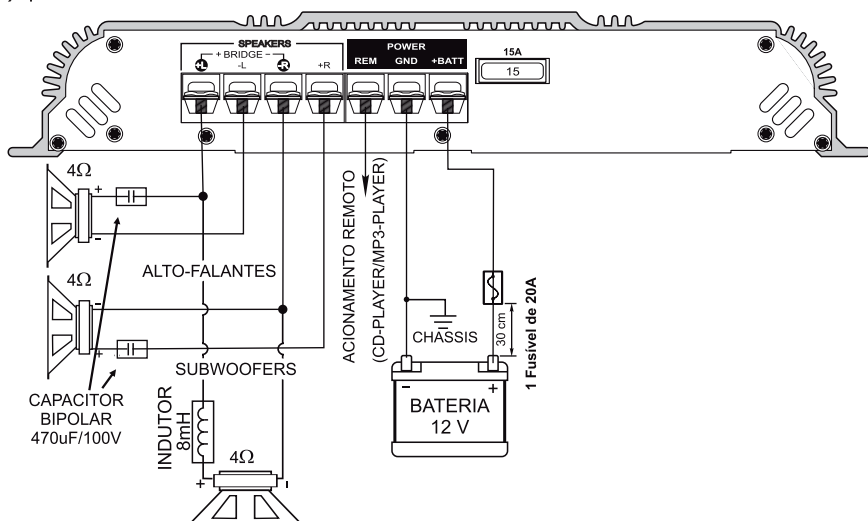 SPEAKERS
+ BRIDGE -
+L
-L
-R
+R
POWER
REM
GND
+BATT
15A
15
4Ω
+
-
ALTO-FALANTES
4Ω
-
+
SUBWOOFERS
CAPACITOR
BIPOLAR
470uF/100V
INDUTOR
8mH
4Ω
+
-
ACIONAMENTO REMOTO
(CD-PLAYER/MP3-PLAYER)
CHASSIS
30 cm
1 Fusível de 20A
-
+
BATERIA
12 V